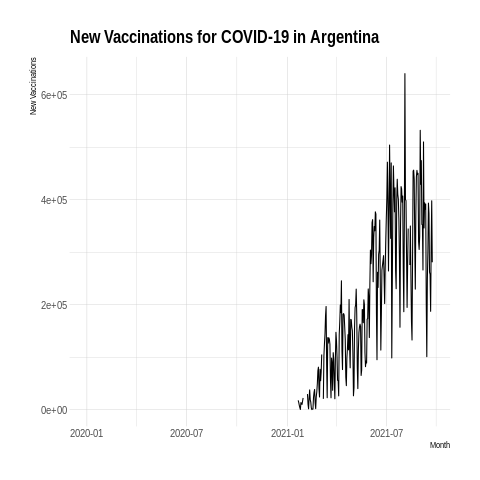 New Vaccinations for COVID-19 in Argentina
New Vaccinations
6e+05
4e+05
2e+05
0e+00
2020-01
2020-07
2021-01
2021-07
Month